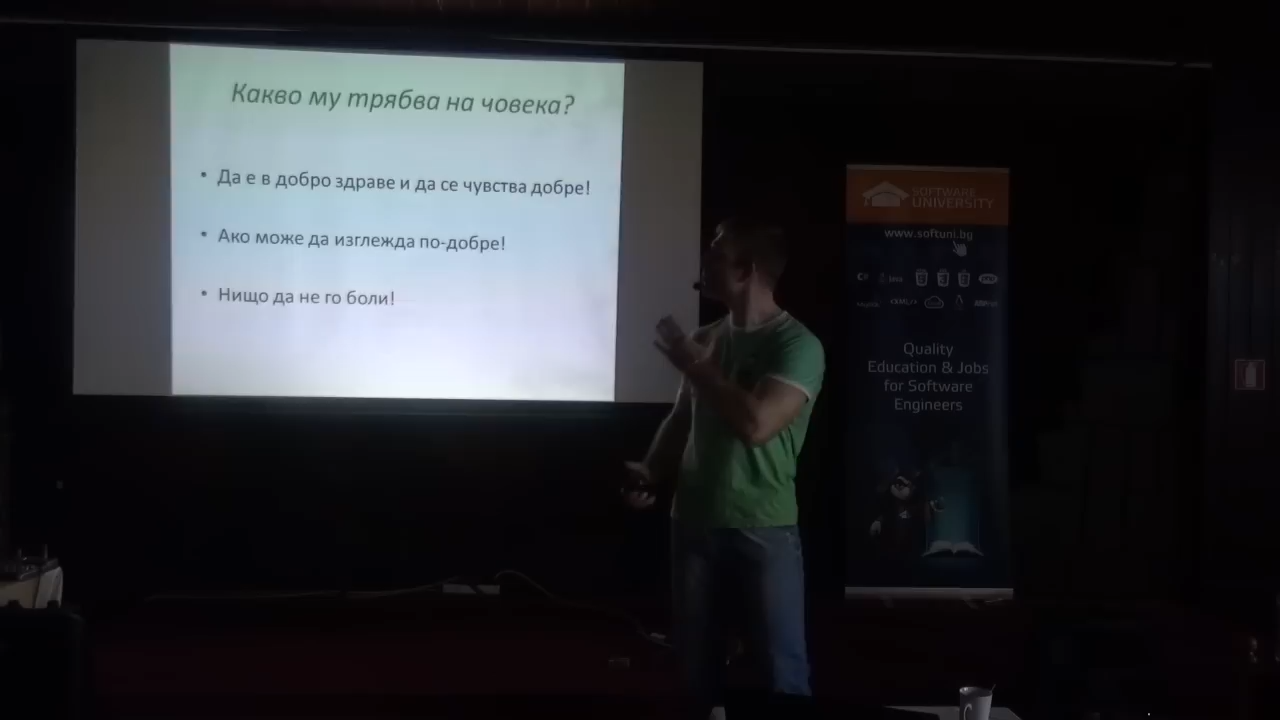 Какво му трябва на човека?
• Да е в добро здраве и да се чувства добре!
• Ако може да изглежда по-добре!
• Нищо да не го боли!
SOFTWARE
UNIVERSITY
www.softuni.bg
Quality
Education & Jobs
for Software
Engineers